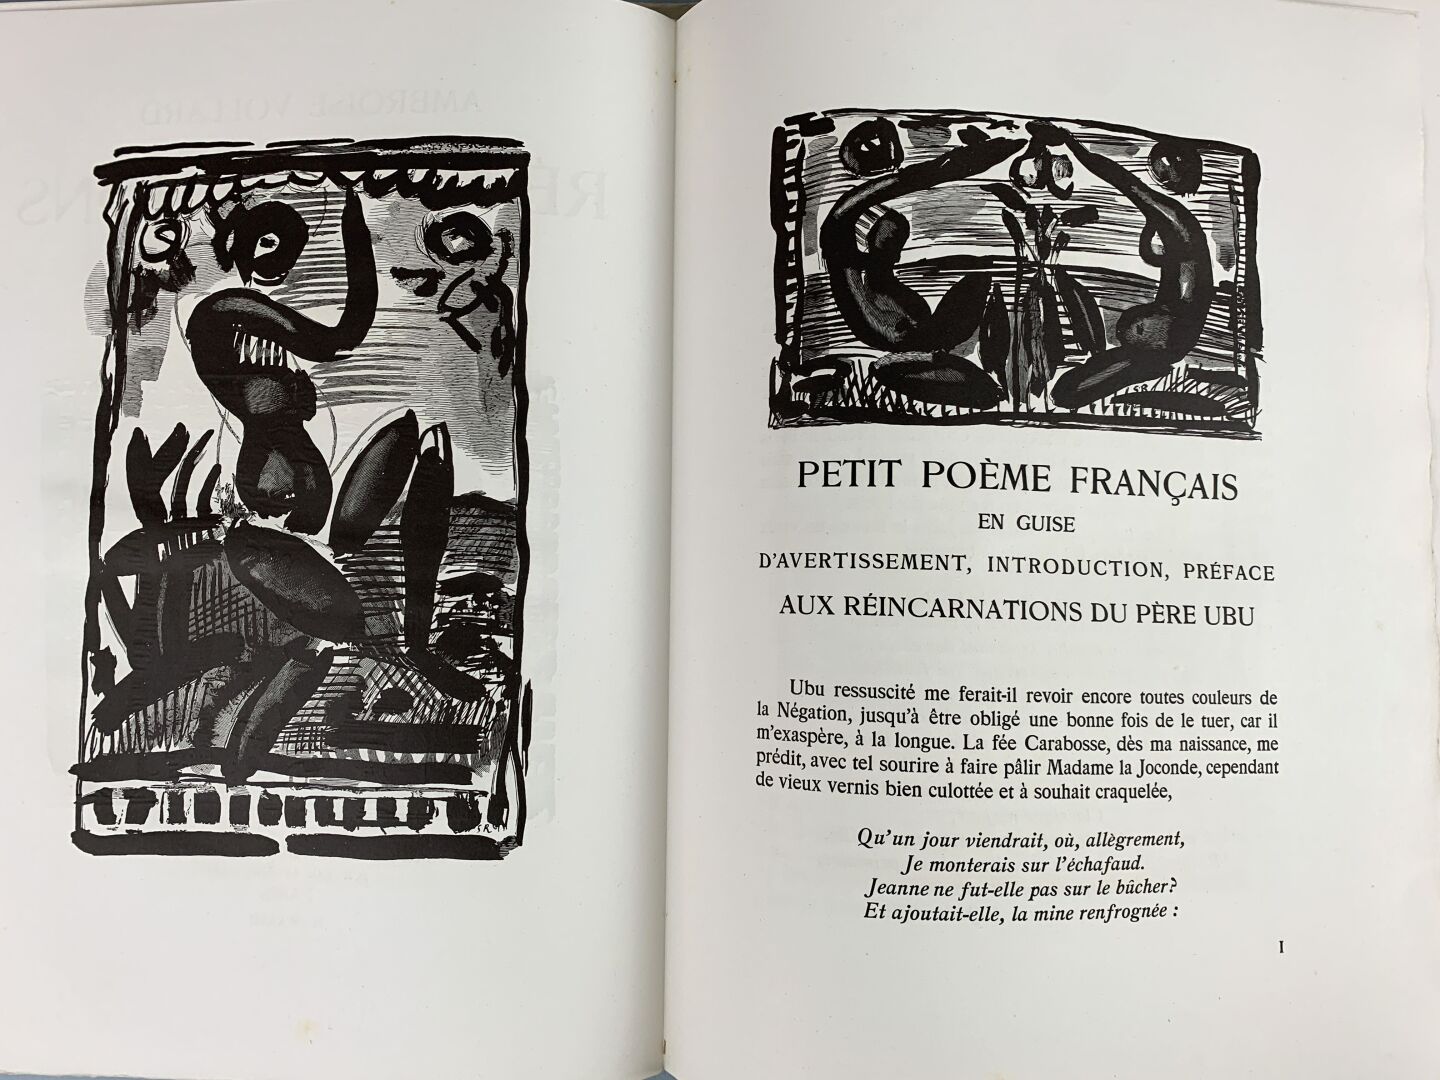 AMBROISE VOLLARD
PETIT POÈME FRANÇAIS
EN GUISE
D'AVERTISSEMENT, INTRODUCTION, PRÉFACE
AUX RÉINCARNATIONS DU PÈRE UBU
Ubu ressuscité me ferait-il revoir encore toutes couleurs de
la Négation, jusqu'à être obligé une bonne fois de le tuer, car il
m'exaspère, à la longue. La fée Carabosse, dès ma naissance, me
prédit, avec tel sourire à faire pâlir Madame la Joconde, cependant
de vieux vernis bien culottée et à souhait craquelée,
Qu'un jour viendrait, où, allègrement,
Je monterais sur l'échafaud.
Jeanne ne fut-elle pas sur le bûcher?
Et ajoutait-elle, la mine renfrognée :
I